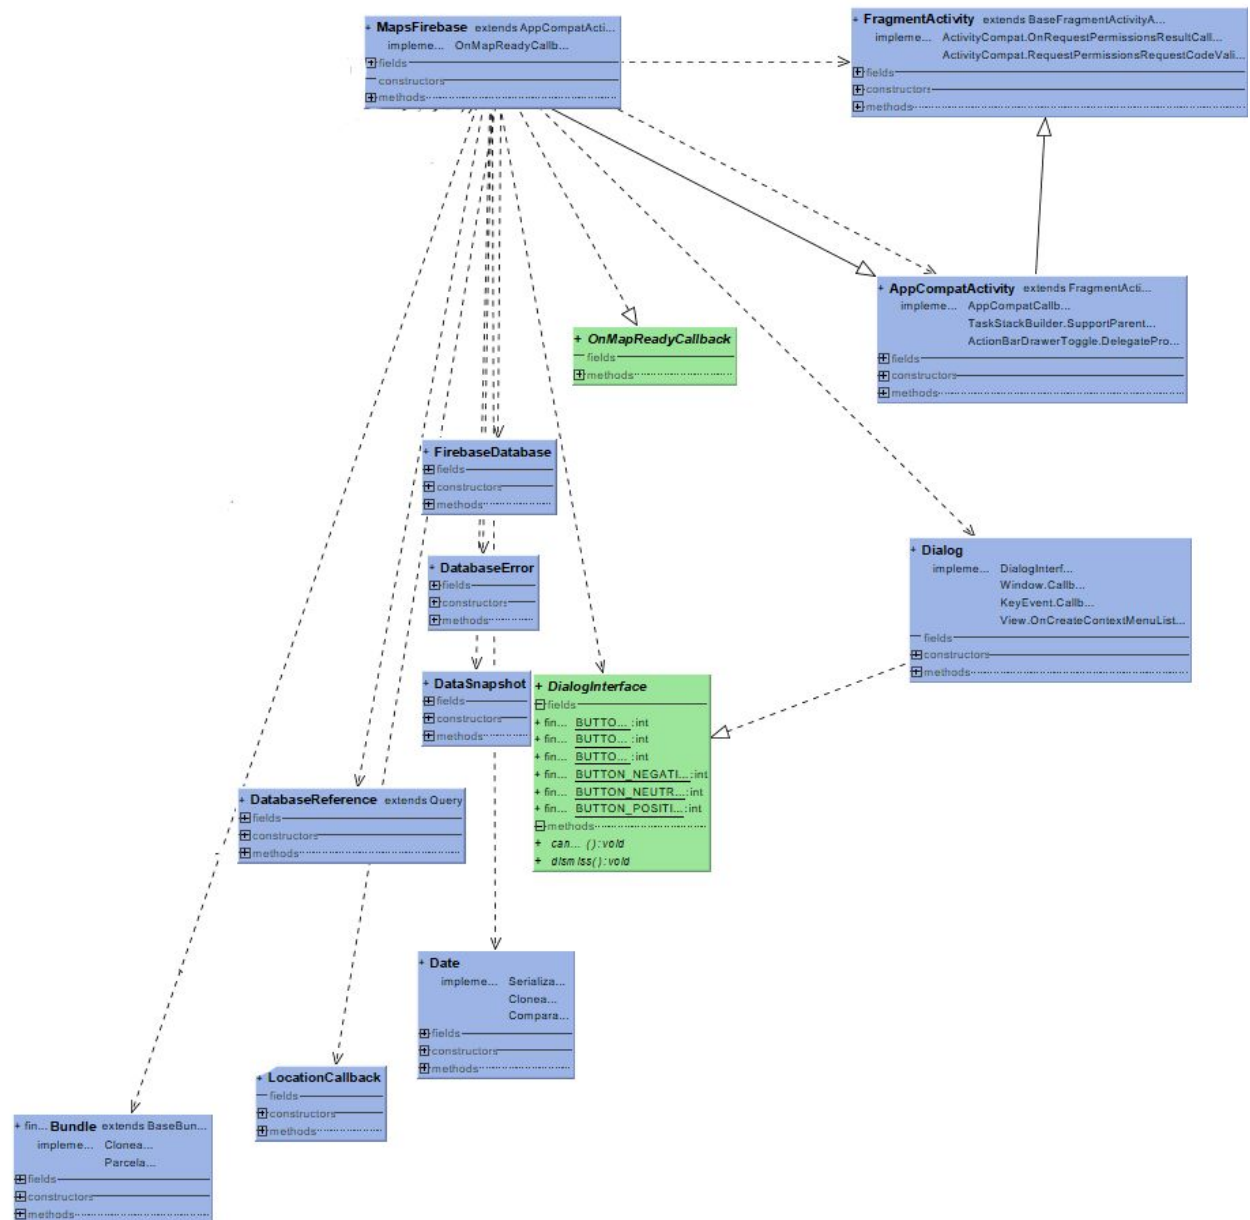 + MapsFirebase extends AppCompatActi...
impleme... OnMapReadyCallb...
fields
constructors
methods
+ FragmentActivity extends BaseFragmentActivityA...
impleme... ActivityCompat.OnRequestPermissionsResultCall...
ActivityCompat.RequestPermissionsRequestCodeVali...
fields
constructors
methods
+ AppCompatActivity extends FragmentActi...
impleme... AppCompatCallb...
TaskStackBuilder.SupportParent...
ActionBarDrawerToggle.DelegatePro...
fields
constructors
methods
+ OnMapReadyCallback
fields
methods
+ FirebaseDatabase
fields
constructors
methods
+ DatabaseError
fields
constructors
methods
+ Dialog
impleme... DialogInterf...
Window.Callb...
KeyEvent.Callb...
View.OnCreateContextMenuList...
fields
constructors
methods
+ DataSnapshot
fields
constructors
methods
+ DialogInterface
fields
+ fin... BUTTO... :int
+ fin... BUTTO... :int
+ fin... BUTTO... :int
+ fin... BUTTON_NEGATI...:int
+ fin... BUTTON_NEUTR...:int
+ fin... BUTTON_POSITI...:int
methods
+ can... ():void
+ dismiss():void
+ DatabaseReference extends Query
fields
constructors
methods
+ Date
impleme... Serializa...
Clonea...
Compara...
fields
constructors
methods
+ LocationCallback
fields
constructors
methods
+ fin... Bundle extends BaseBun...
impleme... Clonea...
Parcela...
fields
constructors
methods